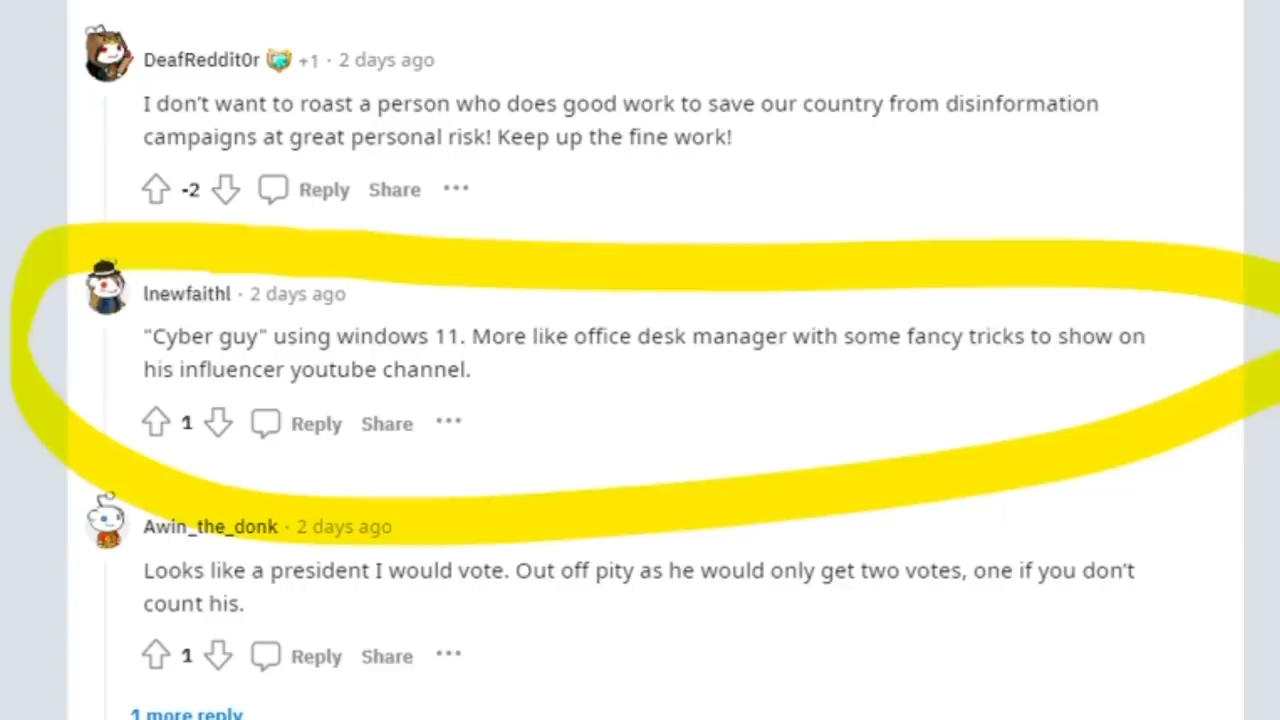 DeafReddit0r +1 · 2 days ago
I don't want to roast a person who does good work to save our country from disinformation
campaigns at great personal risk! Keep up the fine work!
-2 Reply Share ···
lnewfaithl · 2 days ago
"Cyber guy" using windows 11. More like office desk manager with some fancy tricks to show on
his influencer youtube channel.
1 Reply Share ···
Awin_the_donk · 2 days ago
Looks like a president I would vote. Out off pity as he would only get two votes, one if you don't
count his.
1 Reply Share ···
1 more reply